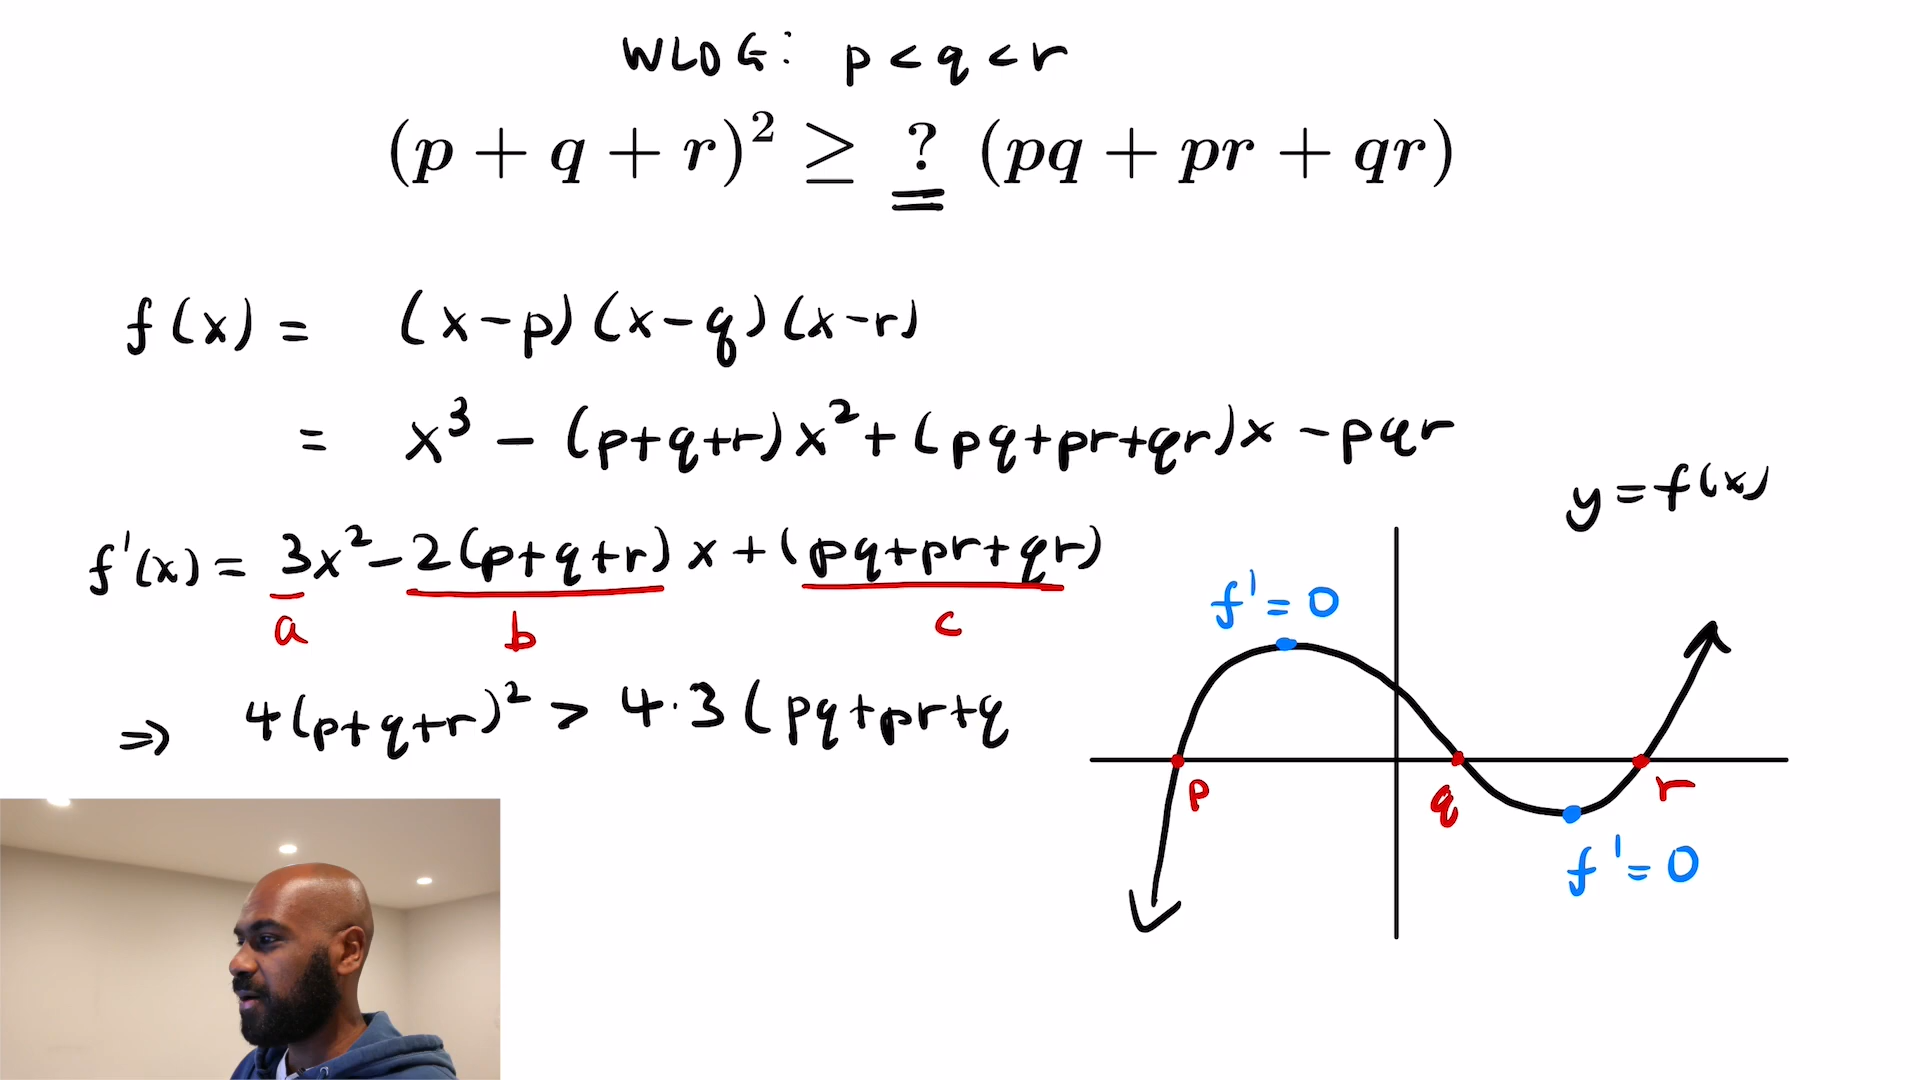 WLOG: p < q < r
(p + q + r)² ≥ ? (pq + pr + qr)
f(x) = (x-p)(x-q)(x-r)
= x³ - (p+q+r)x² + (pq+pr+qr)x - pqr
y = f(x)
f'(x) = 3x² - 2(p+q+r)x + (pq+pr+qr)
a b c
f' = 0
⇒ 4(p+q+r)² > 4·3(pq+pr+q
p q r
f' = 0